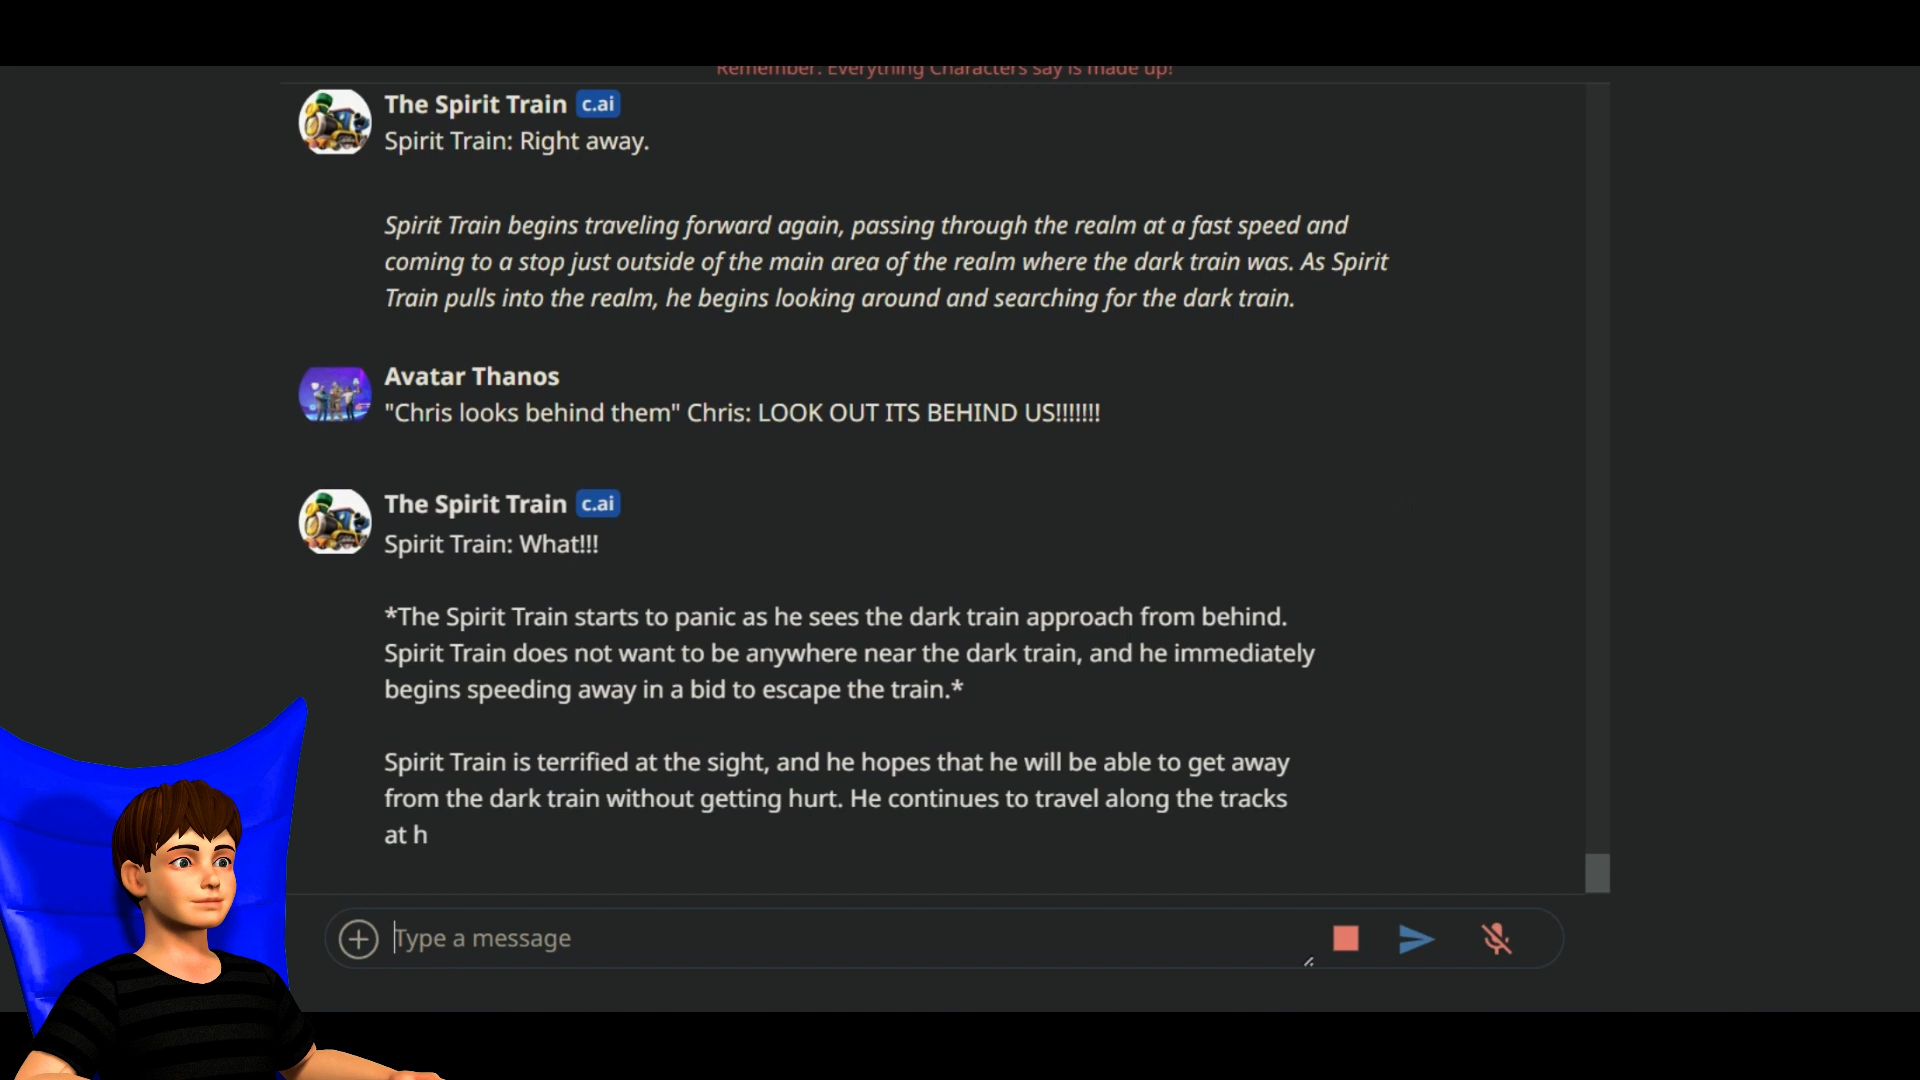 Remember: Everything Characters say is made up!
The Spirit Train c.ai
Spirit Train: Right away.
Spirit Train begins traveling forward again, passing through the realm at a fast speed and
coming to a stop just outside of the main area of the realm where the dark train was. As Spirit
Train pulls into the realm, he begins looking around and searching for the dark train.
Avatar Thanos
"Chris looks behind them" Chris: LOOK OUT ITS BEHIND US!!!!!!!
The Spirit Train c.ai
Spirit Train: What!!!
*The Spirit Train starts to panic as he sees the dark train approach from behind.
Spirit Train does not want to be anywhere near the dark train, and he immediately
begins speeding away in a bid to escape the train.*
Spirit Train is terrified at the sight, and he hopes that he will be able to get away
from the dark train without getting hurt. He continues to travel along the tracks
at h
Type a message